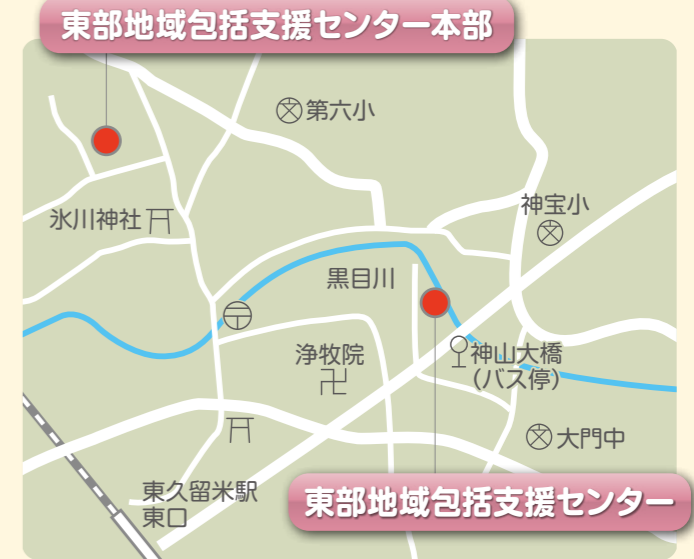 東部地域包括支援センター本部
第六小
氷川神社
神宝小
黒目川
浄牧院
神山大橋
(バス停)
大門中
東久留米駅
東口
東部地域包括支援センター